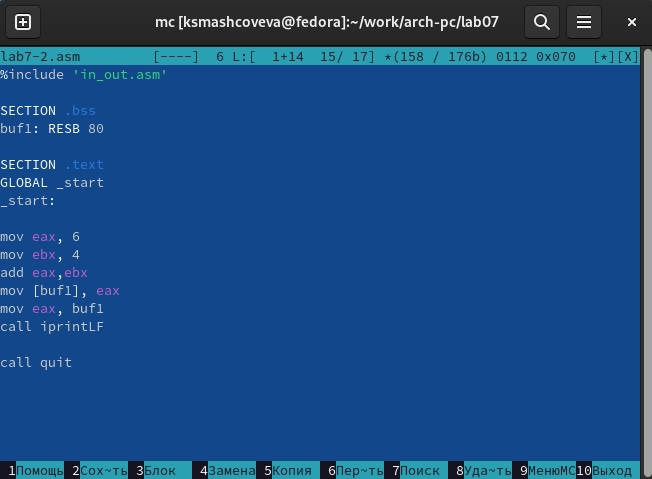 mc [ksmashcoveva@fedora]:~/work/arch-pc/lab07
lab7-2.asm [----] 6 L:[ 1+14 15/ 17] *(158 / 176b) 0112 0x070 [*][X]
%include 'in_out.asm'
SECTION .bss
buf1: RESB 80
SECTION .text
GLOBAL _start
_start:
mov eax, 6
mov ebx, 4
add eax,ebx
mov [buf1], eax
mov eax, buf1
call iprintLF
call quit
1Помощь 2Сох~ть 3Блок 4Замена 5Копия 6Пер~ть 7Поиск 8Уда~ть 9МенюМС 10Выход